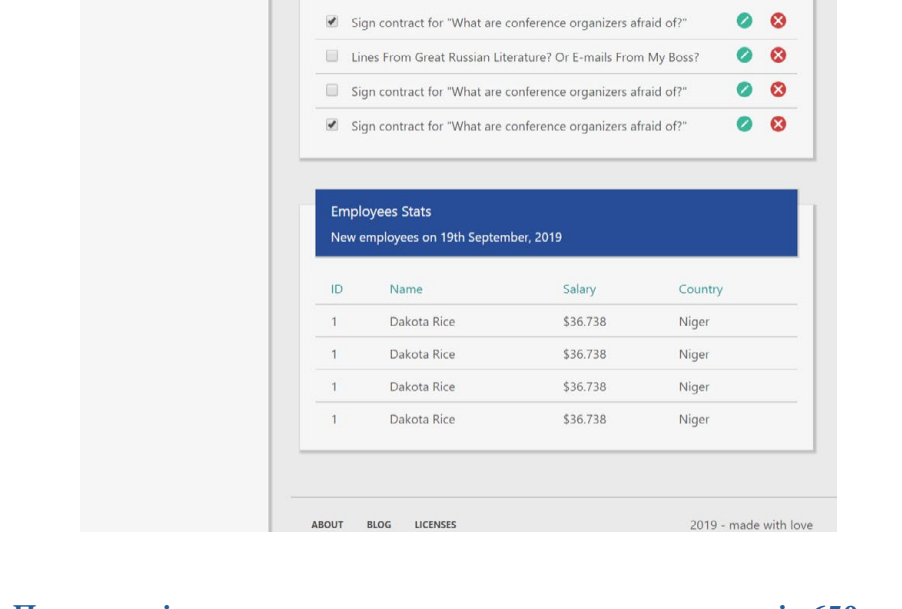 Sign contract for "What are conference organizers afraid of?"
Lines From Great Russian Literature? Or E-mails From My Boss?
Sign contract for "What are conference organizers afraid of?"
Sign contract for "What are conference organizers afraid of?"
Employees Stats
New employees on 19th September, 2019
ID Name Salary Country
1 Dakota Rice $36.738 Niger
1 Dakota Rice $36.738 Niger
1 Dakota Rice $36.738 Niger
1 Dakota Rice $36.738 Niger
ABOUT BLOG LICENSES 2019 - made with love